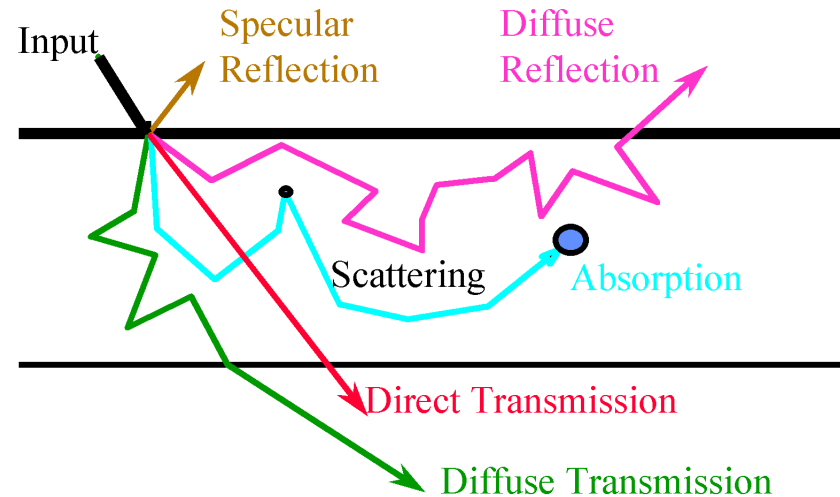 Input
Specular
Reflection
Diffuse
Reflection
Scattering
Absorption
Direct Transmission
Diffuse Transmission